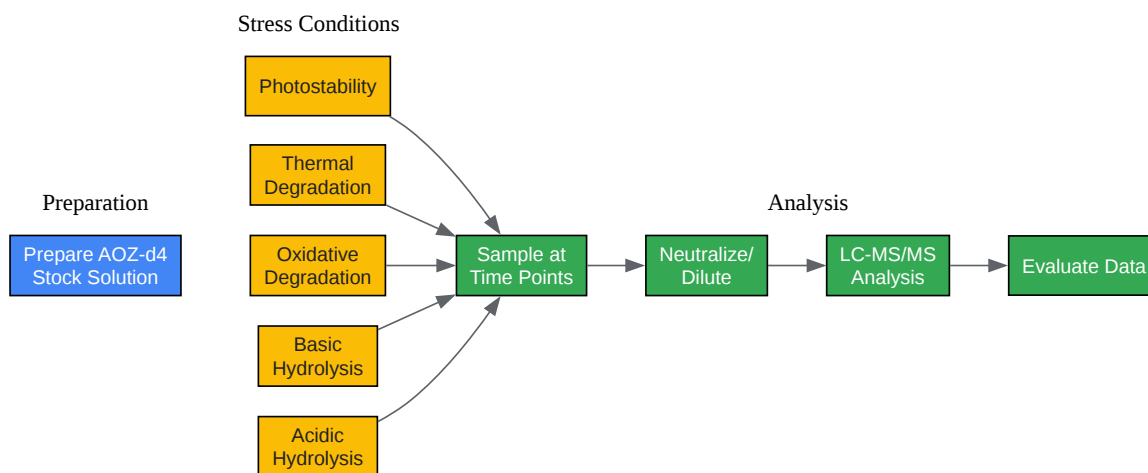 Stress Conditions
Photostability
Thermal
Degradation
Preparation
Analysis
Prepare AOZ-d4
Stock Solution
Oxidative
Degradation
Sample at
Time Points
Neutralize/
Dilute
LC-MS/MS
Analysis
Evaluate Data
Basic
Hydrolysis
Acidic
Hydrolysis